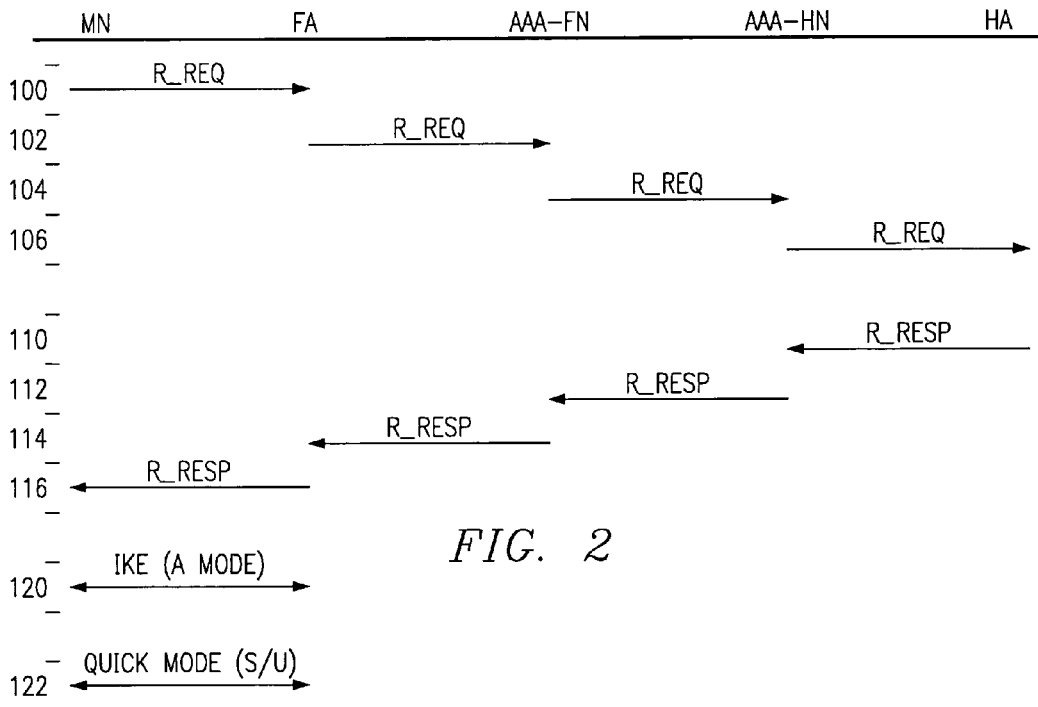 MN FA AAA-FN AAA-HN HA
100 R_REQ
102 R_REQ
104 R_REQ
106 R_REQ
110 R_RESP
112 R_RESP
114 R_RESP
116 R_RESP
FIG. 2
120 IKE (A MODE)
122 QUICK MODE (S/U)